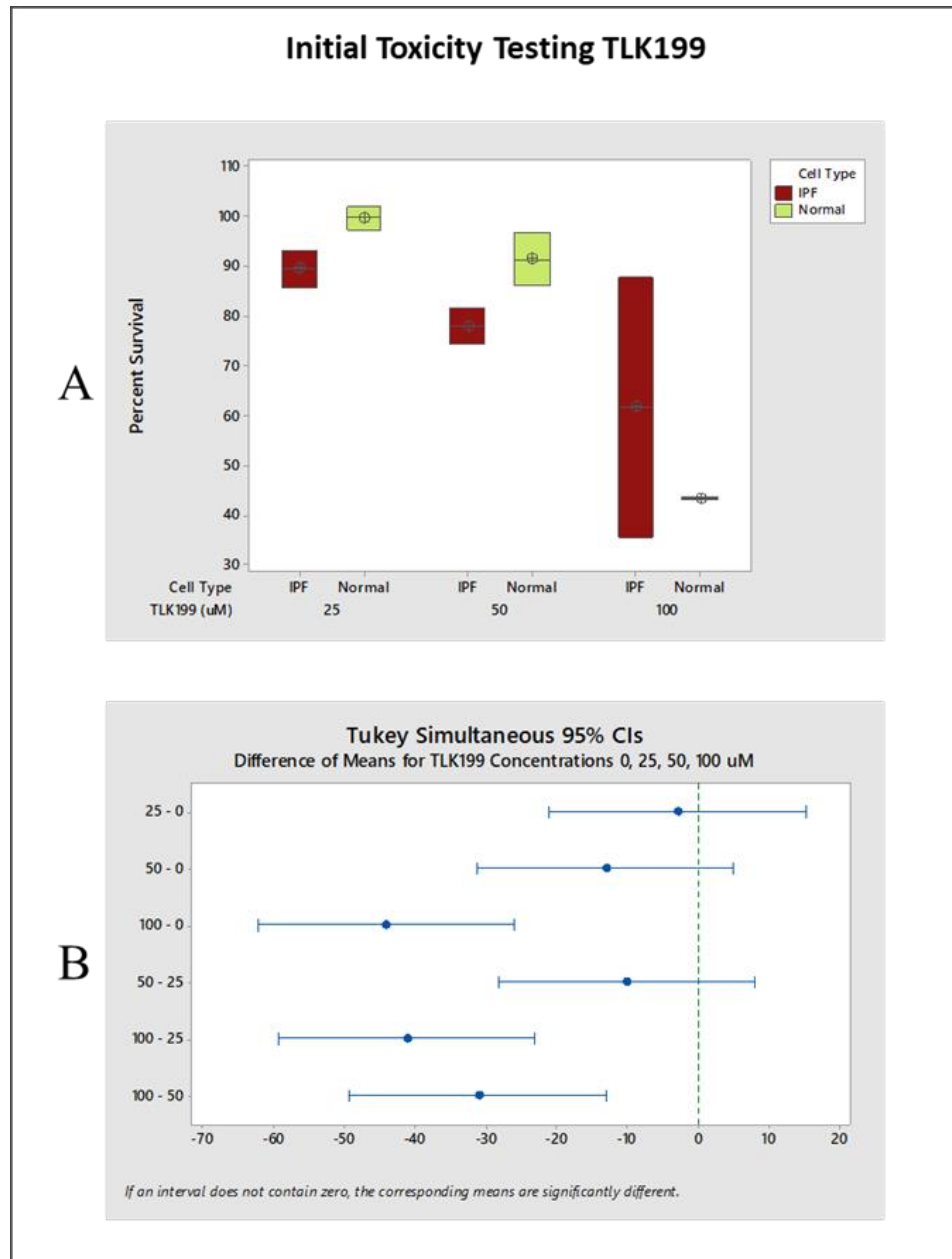 Initial Toxicity Testing TLK199
A
110
100
90
80
70
60
50
40
30
Percent Survival
Cell Type
IPF
Normal
Cell Type IPF Normal IPF Normal IPF Normal
TLK199 (uM) 25 50 100
B
Tukey Simultaneous 95% CIs
Difference of Means for TLK199 Concentrations 0, 25, 50, 100 uM
25 - 0
50 - 0
100 - 0
50 - 25
100 - 25
100 - 50
-70 -60 -50 -40 -30 -20 -10 0 10 20
If an interval does not contain zero, the corresponding means are significantly different.